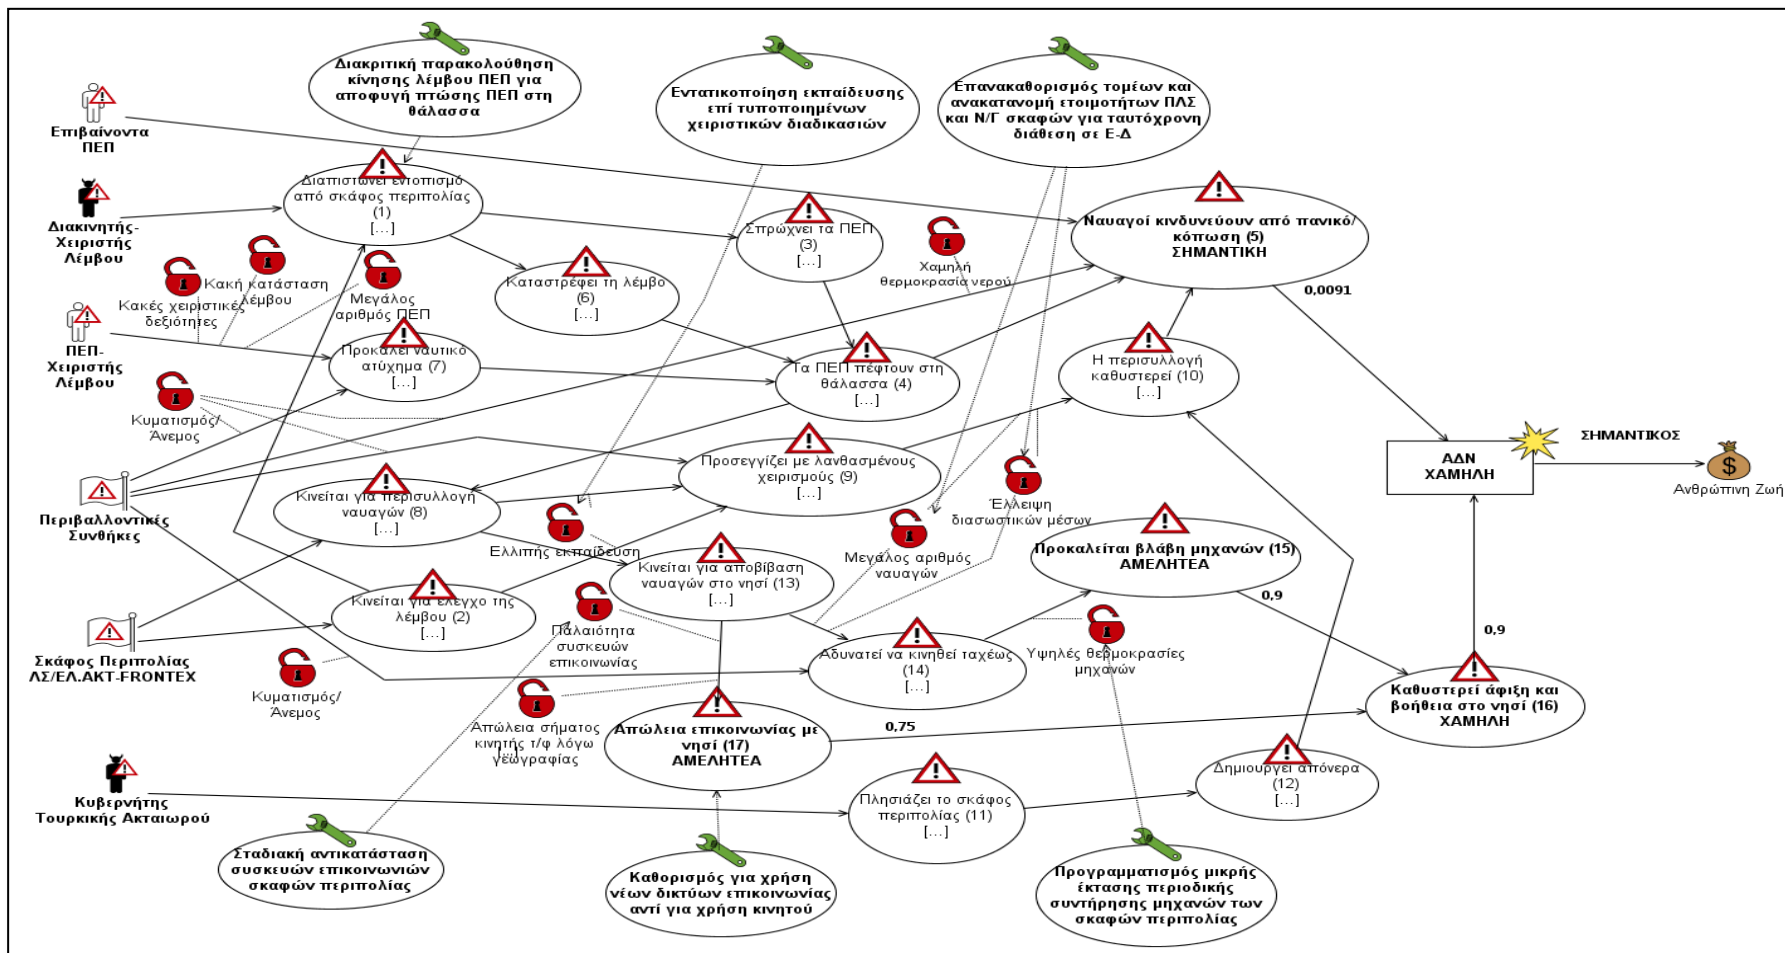 Διακριτική παρακολούθηση
κίνησης λέμβου ΠΕΠ για
αποφυγή πτώσης ΠΕΠ στη
θάλασσα
Εντατικοποίηση εκπαίδευσης
επί τυποποιημένων
χειριστικών διαδικασιών
Επανακαθορισμός τομέων και
ανακατανομή ετοιμοτήτων ΠΛΣ
και Ν/Γ σκαφών για ταυτόχρονη
διάθεση σε Ε-Δ
Επιβαίνοντα
ΠΕΠ
Διακινητής-
Χειριστής
Λέμβου
Διαπιστώνει εντοπισμό
από σκάφος περιπολίας
(1)
[...]
Σπρώχνει τα ΠΕΠ
(3)
[...]
Ναυαγοί κινδυνεύουν από πανικό/
κόπωση (5)
ΣΗΜΑΝΤΙΚΗ
Χαμηλή
θερμοκρασία νερού
0,0091
Κακή κατάσταση
λέμβου
Κακές χειριστικές
δεξιότητες
Μεγάλος
αριθμός ΠΕΠ
Καταστρέφει τη λέμβο
(6)
[...]
ΠΕΠ-
Χειριστής
Λέμβου
Προκαλεί ναυτικό
ατύχημα (7)
[...]
Τα ΠΕΠ πέφτουν στη
θάλασσα (4)
[...]
Η περισυλλογή
καθυστερεί (10)
[...]
Κυματισμός/
Άνεμος
Περιβαλλοντικές
Συνθήκες
Κινείται για περισυλλογή
ναυαγών (8)
[...]
Προσεγγίζει με λανθασμένους
χειρισμούς (9)
[...]
ΑΔΝ
ΧΑΜΗΛΗ
ΣΗΜΑΝΤΙΚΟΣ
Ανθρώπινη Ζωή
Ελλιπής εκπαίδευση
Έλλειψη
διασωστικών μέσων
Μεγάλος αριθμός
ναυαγών
Κινείται για αποβίβαση
ναυαγών στο νησί (13)
[...]
Προκαλείται βλάβη μηχανών (15)
ΑΜΕΛΗΤΕΑ
0,9
0,9
Κινείται για έλεγχο της
λέμβου (2)
[...]
Παλαιότητα
συσκευών
επικοινωνίας
Σκάφος Περιπολίας
ΛΣ/ΕΛ.ΑΚΤ-FRONTEX
Κυματισμός/
Άνεμος
Αδυνατεί να κινηθεί ταχέως
(14)
[...]
Υψηλές θερμοκρασίες
μηχανών
Καθυστερεί άφιξη και
βοήθεια στο νησί (16)
ΧΑΜΗΛΗ
Απώλεια σήματος
κινητής τ/φ λόγω
γεωγραφίας
[...]
Απώλεια επικοινωνίας με
νησί (17)
ΑΜΕΛΗΤΕΑ
0,75
Κυβερνήτης
Τουρκικής Ακταιωρού
Πλησιάζει το σκάφος
περιπολίας (11)
[...]
Δημιουργεί απόνερα
(12)
[...]
Σταδιακή αντικατάσταση
συσκευών επικοινωνιών
σκαφών περιπολίας
Καθορισμός για χρήση
νέων δικτύων επικοινωνίας
αντί για χρήση κινητού
Προγραμματισμός μικρής
έκτασης περιοδικής
συντήρησης μηχανών των
σκαφών περιπολίας